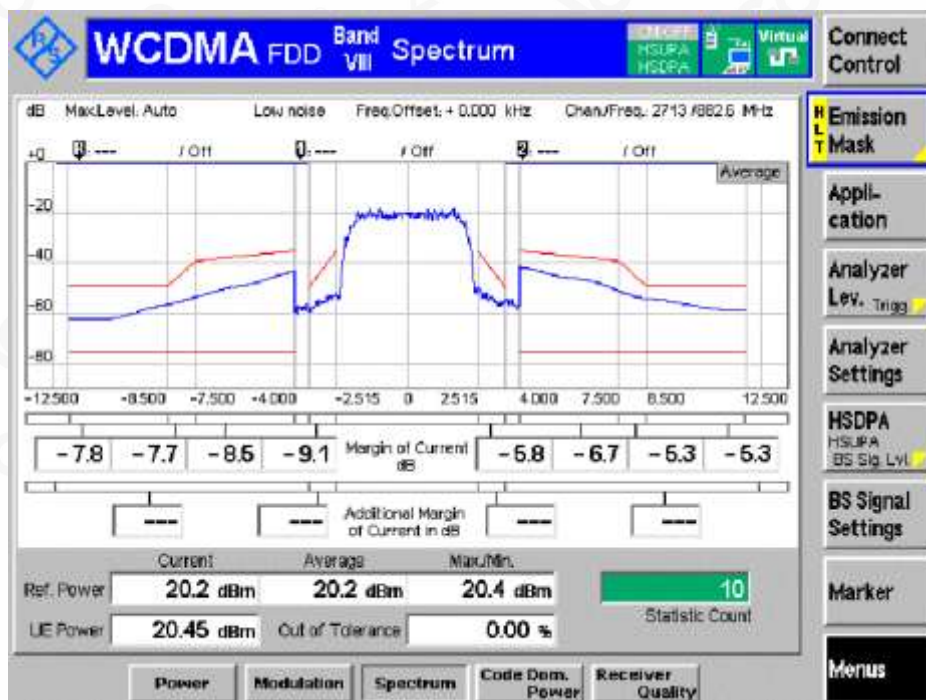 R S
WCDMA FDD Band VIII Spectrum
ON/OFF HSUPA HSDPA
Virtual
Connect Control
dB Max.Level: Auto Low noise Freq.Offset: + 0.000 kHz Chan./Freq.: 2713 /882.6 MHz
--- / Off 1: --- / Off 2 --- / Off
Average
+0
-20
-40
-60
-80
-12.500 -8.500 -7.500 -4.000 -2.515 0 2.515 4.000 7.500 8.500 12.500
-7.8 -7.7 -8.5 -9.1 Margin of Current dB -5.8 -6.7 -5.3 -5.3
--- --- Additional Margin of Current in dB --- ---
Current Average Max./Min.
Ref. Power 20.2 dBm 20.2 dBm 20.4 dBm 10
Statistic Count
UE Power 20.45 dBm Out of Tolerance 0.00 %
Power Modulation Spectrum Code Dom. Power Receiver Quality
HLT Emission Mask
Appli-
cation
Analyzer
Lev. Trigg
Analyzer
Settings
HSDPA
HSUPA
BS Sig. Lvl.
BS Signal
Settings
Marker
Menus